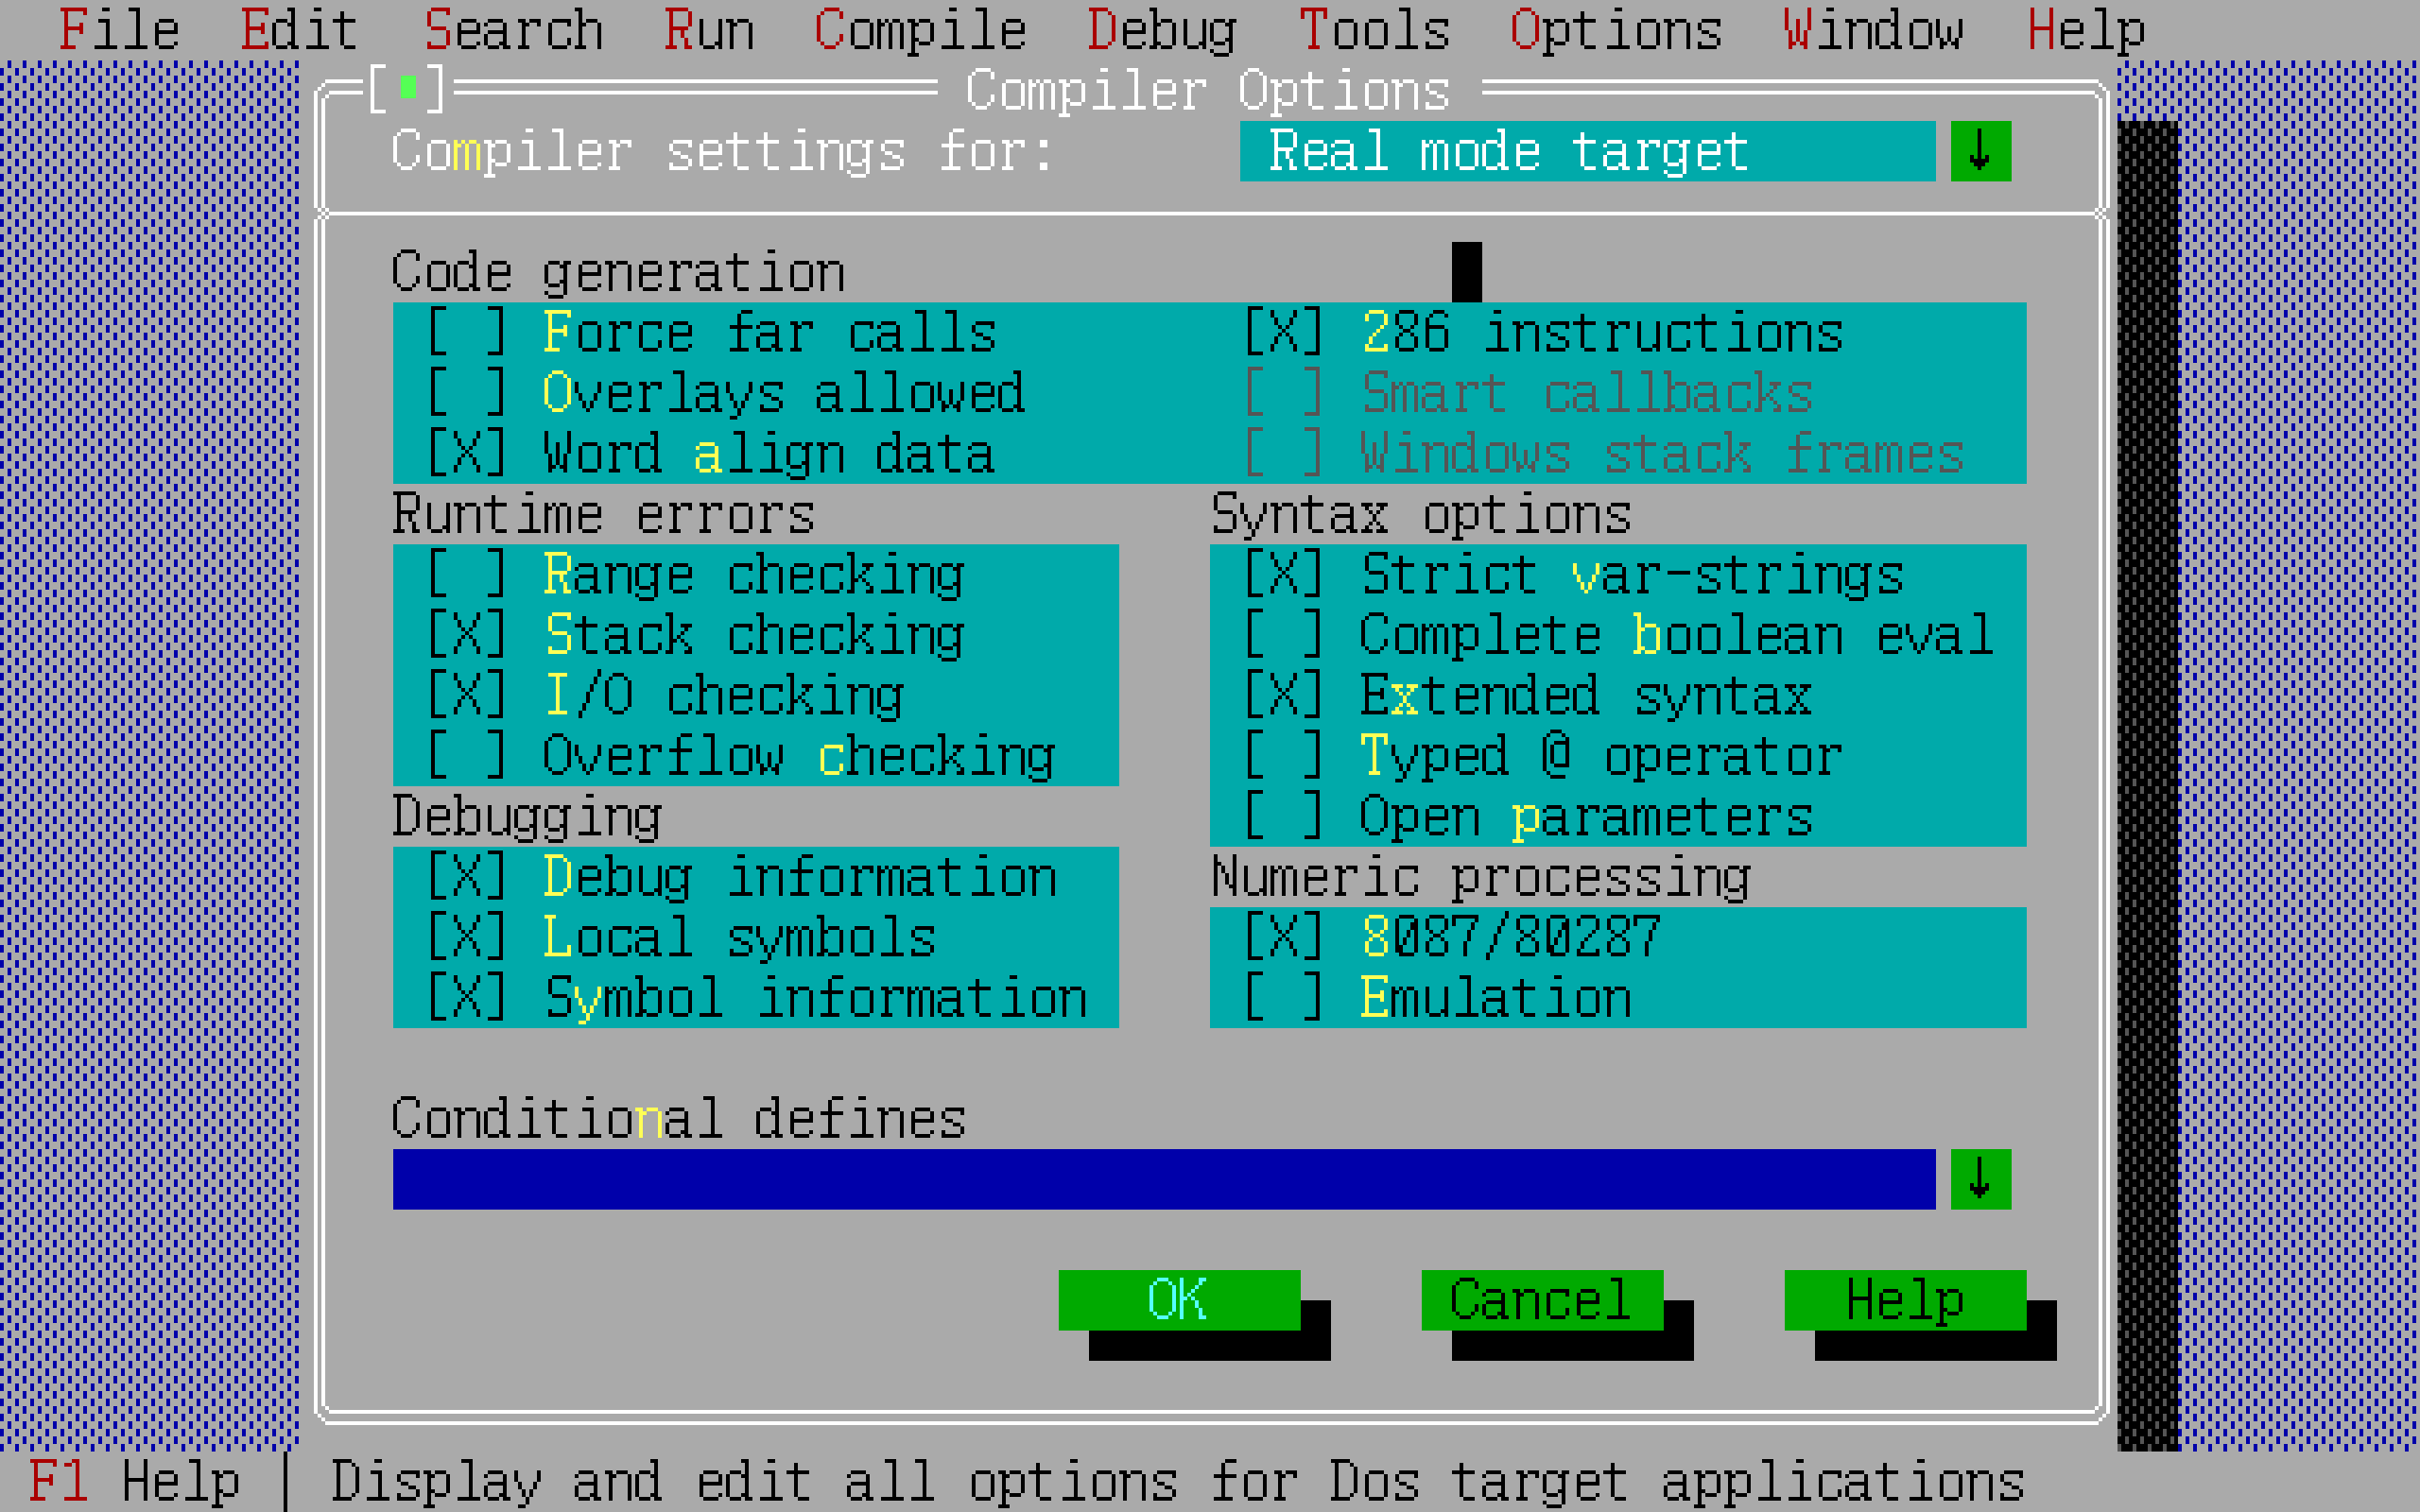 File Edit Search Run Compile Debug Tools Options Window Help
[▪] Compiler Options
Compiler settings for: Real mode target ↓
Code generation
[ ] Force far calls [X] 286 instructions
[ ] Overlays allowed [ ] Smart callbacks
[X] Word align data [ ] Windows stack frames
Runtime errors Syntax options
[ ] Range checking [X] Strict var-strings
[X] Stack checking [ ] Complete boolean eval
[X] I/O checking [X] Extended syntax
[ ] Overflow checking [ ] Typed @ operator
Debugging [ ] Open parameters
[X] Debug information Numeric processing
[X] Local symbols [X] 8087/80287
[X] Symbol information [ ] Emulation
Conditional defines
↓
OK Cancel Help
F1 Help | Display and edit all options for Dos target applications